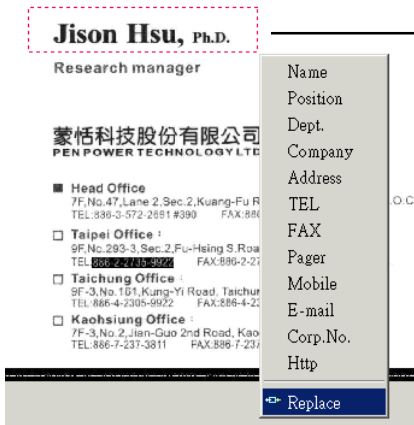 Jison Hsu, Ph.D.
Research manager
蒙恬科技股份有限公司
PENPOWER TECHNOLOGY LTD
Head Office
7F,No.47,Lane 2,Sec.2,Kuang-Fu R
O.C
TEL:886-3-572-2691 #390 FAX:886
Taipei Office :
9F,No.293-3,Sec.2,Fu-Hsing S.Roa
TEL:886-2-2735-9922 FAX:886-2-27
Taichung Office :
9F-3,No.161,Kung-Yi Road, Taichun
TEL:886-4-2305-9922 FAX:886-4-23
Kaohsiung Office :
7F-3,No.2,Jian-Guo 2nd Road, Kao
TEL:886-7-237-3811 FAX:886-7-237
Name
Position
Dept.
Company
Address
TEL
FAX
Pager
Mobile
E-mail
Corp.No.
Http
Replace